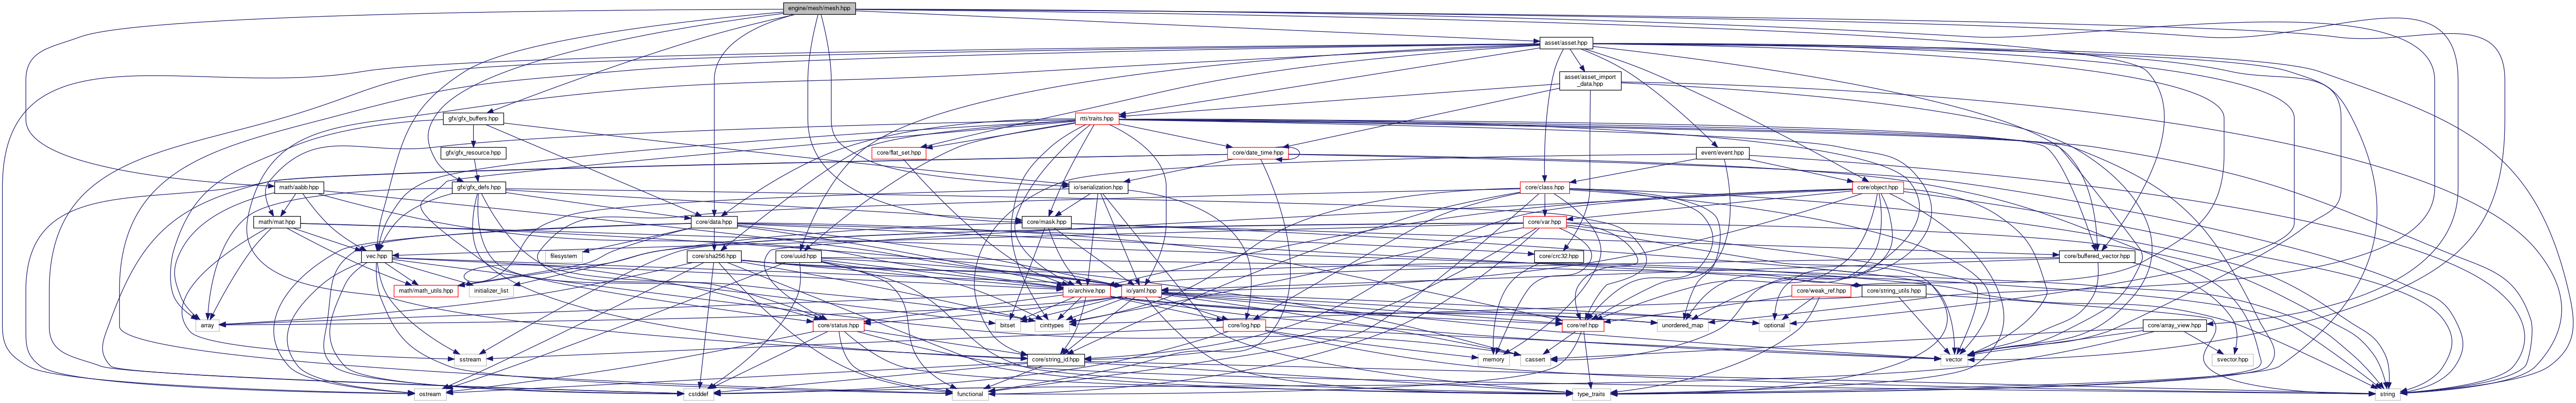 engine/mesh/mesh.hpp
asset/asset.hpp
asset/asset_import
_data.hpp
gfx/gfx_buffers.hpp
rtti/traits.hpp
gfx/gfx_resource.hpp
core/flat_set.hpp
core/date_time.hpp
event/event.hpp
math/aabb.hpp
gfx/gfx_defs.hpp
io/serialization.hpp
core/class.hpp
core/object.hpp
math/mat.hpp
core/data.hpp
core/mask.hpp
core/var.hpp
vec.hpp
filesystem
core/sha256.hpp
core/uuid.hpp
core/crc32.hpp
core/buffered_vector.hpp
math/math_utils.hpp
initializer_list
io/archive.hpp
io/yaml.hpp
core/weak_ref.hpp
core/string_utils.hpp
array
core/status.hpp
bitset
cinttypes
core/log.hpp
core/ref.hpp
unordered_map
optional
core/array_view.hpp
sstream
core/string_id.hpp
memory
cassert
vector
svector.hpp
ostream
cstddef
functional
type_traits
string